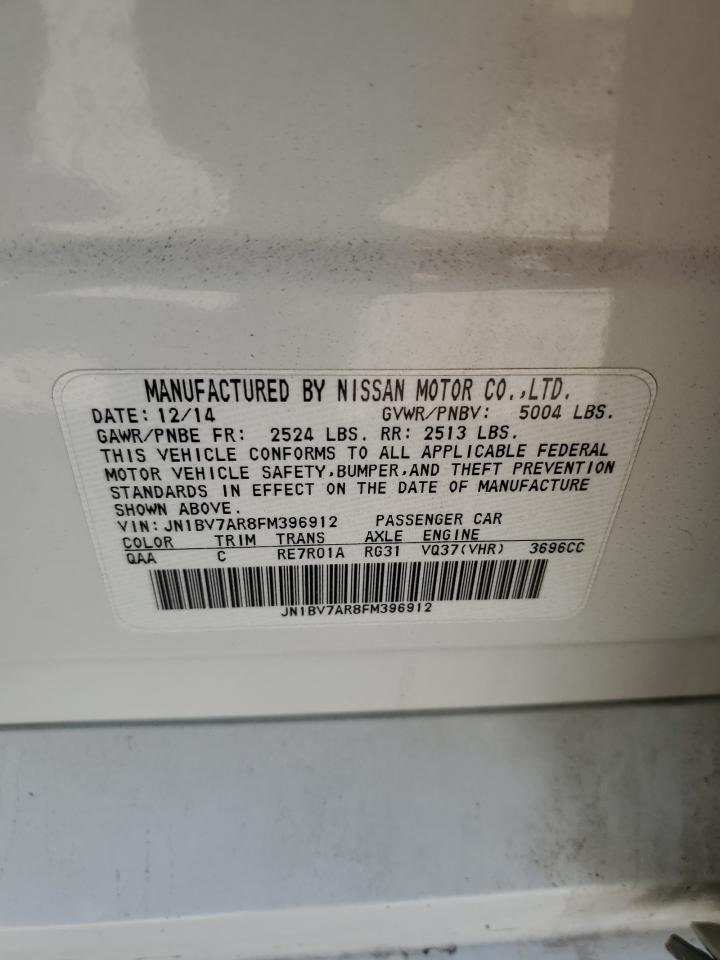 MANUFACTURED BY NISSAN MOTOR CO.,LTD.
DATE: 12/14 GVWR/PNBV: 5004 LBS.
GAWR/PNBE FR: 2524 LBS. RR: 2513 LBS.
THIS VEHICLE CONFORMS TO ALL APPLICABLE FEDERAL
MOTOR VEHICLE SAFETY,BUMPER,AND THEFT PREVENTION
STANDARDS IN EFFECT ON THE DATE OF MANUFACTURE
SHOWN ABOVE.
VIN: JN1BV7AR8FM396912 PASSENGER CAR
COLOR TRIM TRANS AXLE ENGINE
QAA C RE7R01A RG31 VQ37(VHR) 3696CC
JN1BV7AR8FM396912